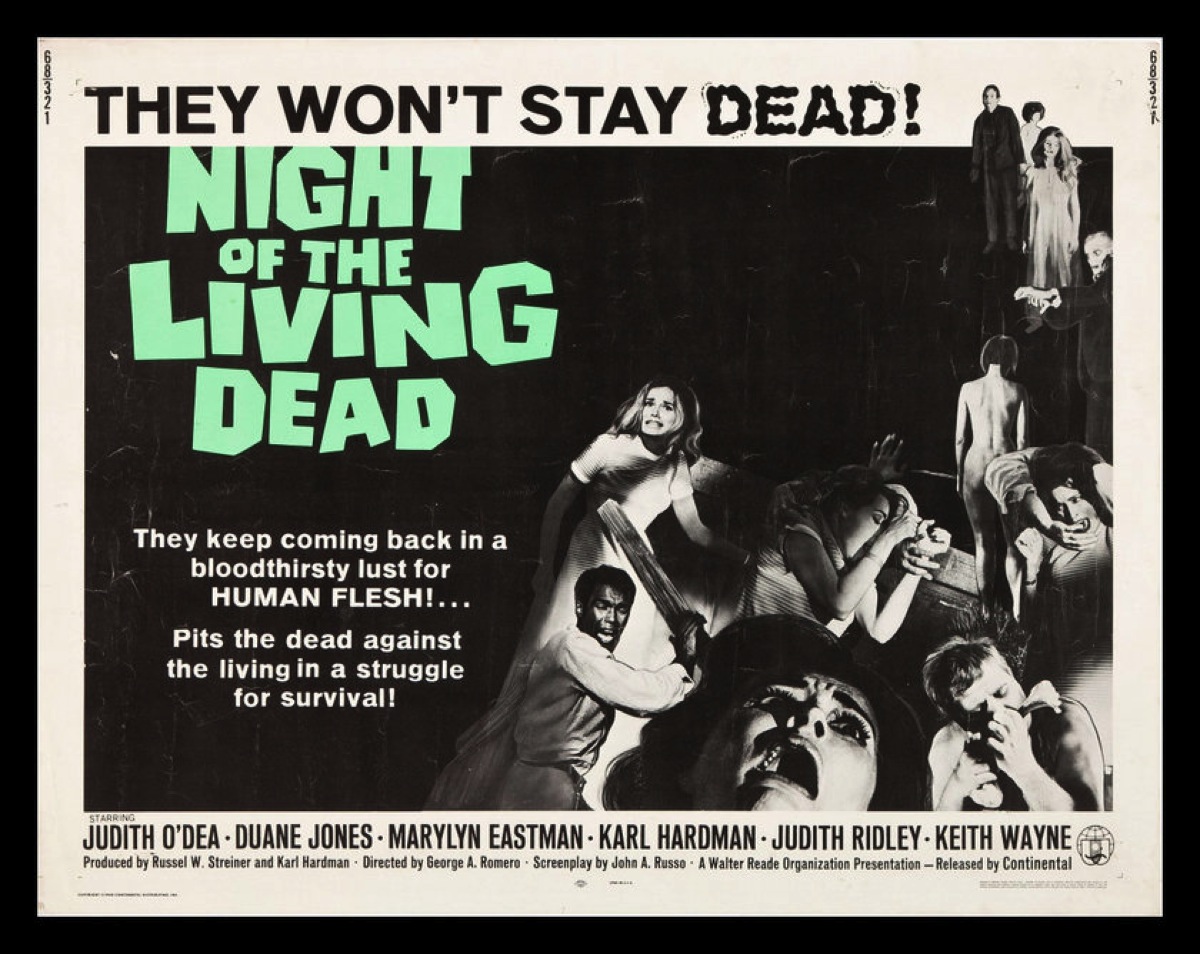 68/321
68/321
THEY WON'T STAY DEAD!
NIGHT
OF THE
LIVING
DEAD
They keep coming back in a
bloodthirsty lust for
HUMAN FLESH!...
Pits the dead against
the living in a struggle
for survival!
STARRING
JUDITH O'DEA · DUANE JONES · MARYLYN EASTMAN · KARL HARDMAN · JUDITH RIDLEY · KEITH WAYNE
Produced by Russel W. Streiner and Karl Hardman · Directed by George A. Romero · Screenplay by John A. Russo · A Walter Reade Organization Presentation — Released by Continental